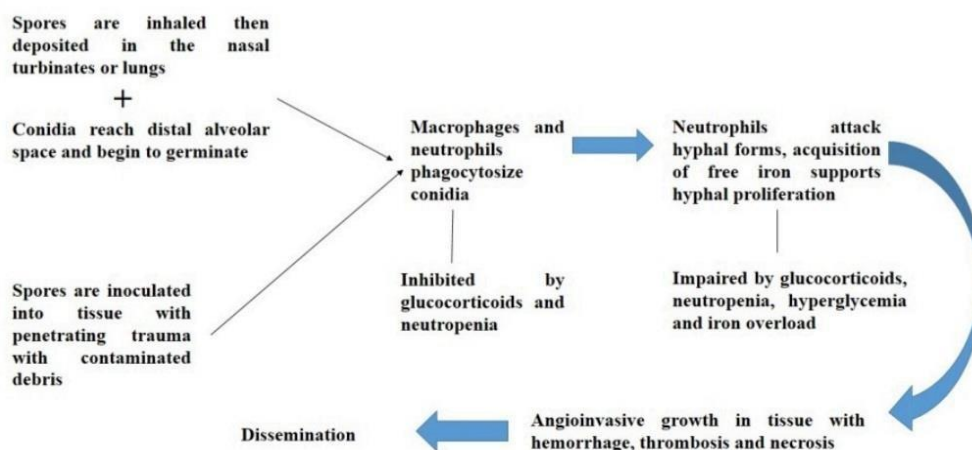 Spores are inhaled then
deposited in the nasal
turbinates or lungs
+
Conidia reach distal alveolar
space and begin to germinate
Spores are inoculated
into tissue with
penetrating trauma
with contaminated
debris
Macrophages and
neutrophils
phagocytosize
conidia
Inhibited by
glucocorticoids and
neutropenia
Neutrophils attack
hyphal forms, acquisition
of free iron supports
hyphal proliferation
Impaired by glucocorticoids,
neutropenia, hyperglycemia
and iron overload
Angioinvasive growth in tissue with
hemorrhage, thrombosis and necrosis
Dissemination